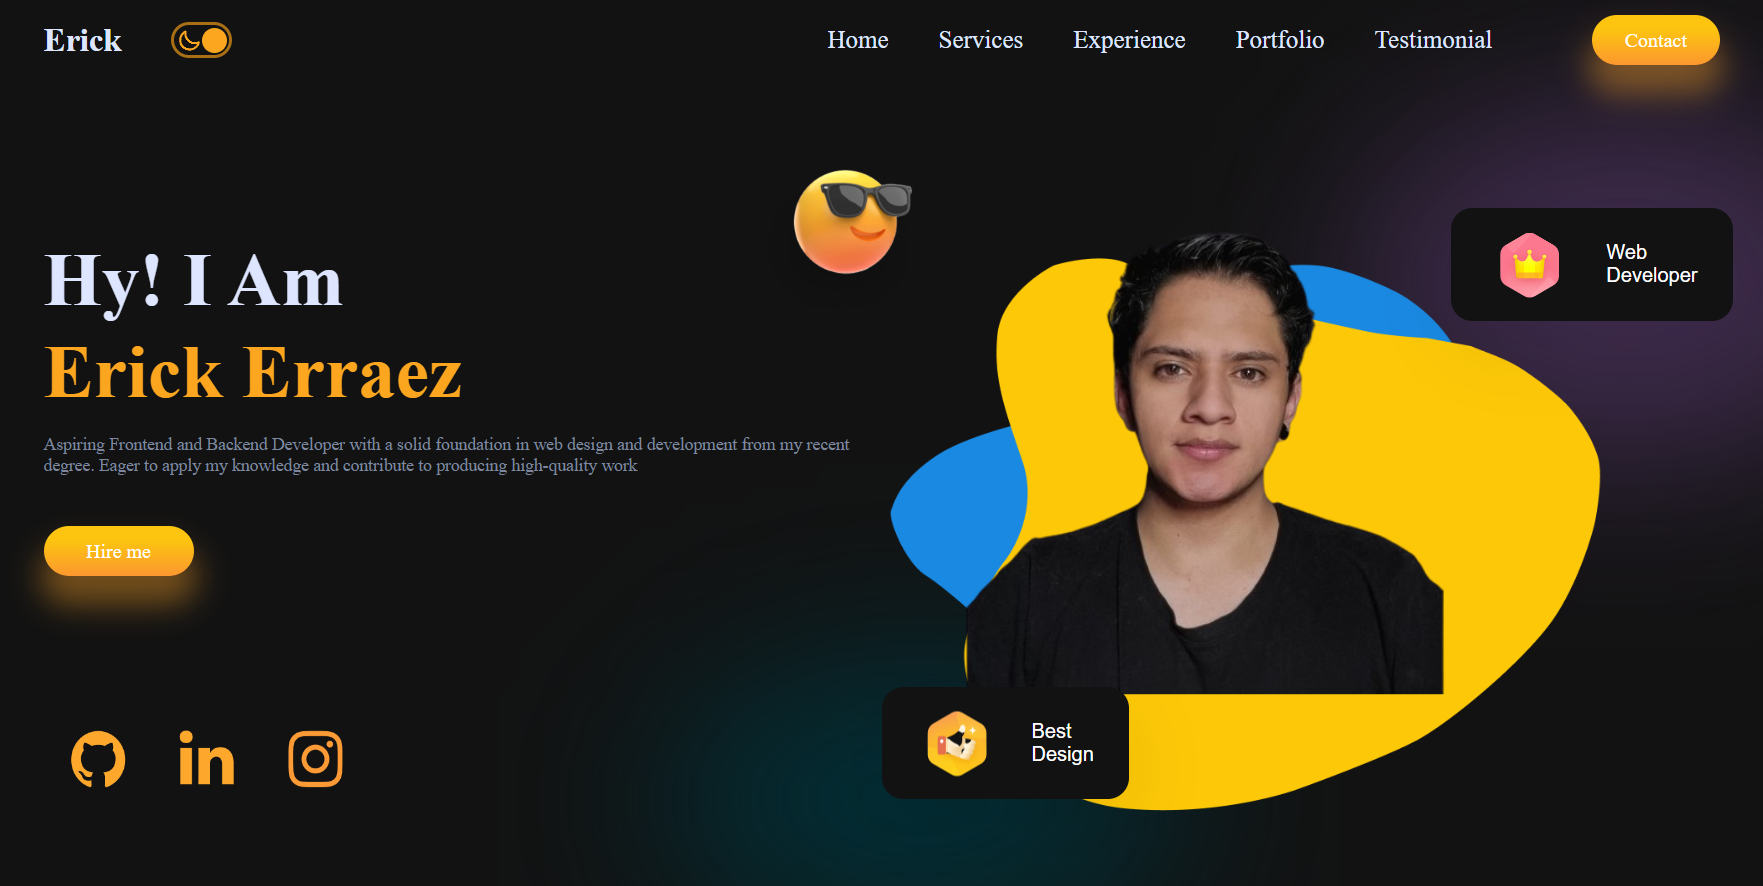 Erick
Home
Services
Experience
Portfolio
Testimonial
Contact
Web
Developer
Hy! I Am
Erick Erraez
Aspiring Frontend and Backend Developer with a solid foundation in web design and development from my recent
degree. Eager to apply my knowledge and contribute to producing high-quality work
Hire me
in
Best
Design